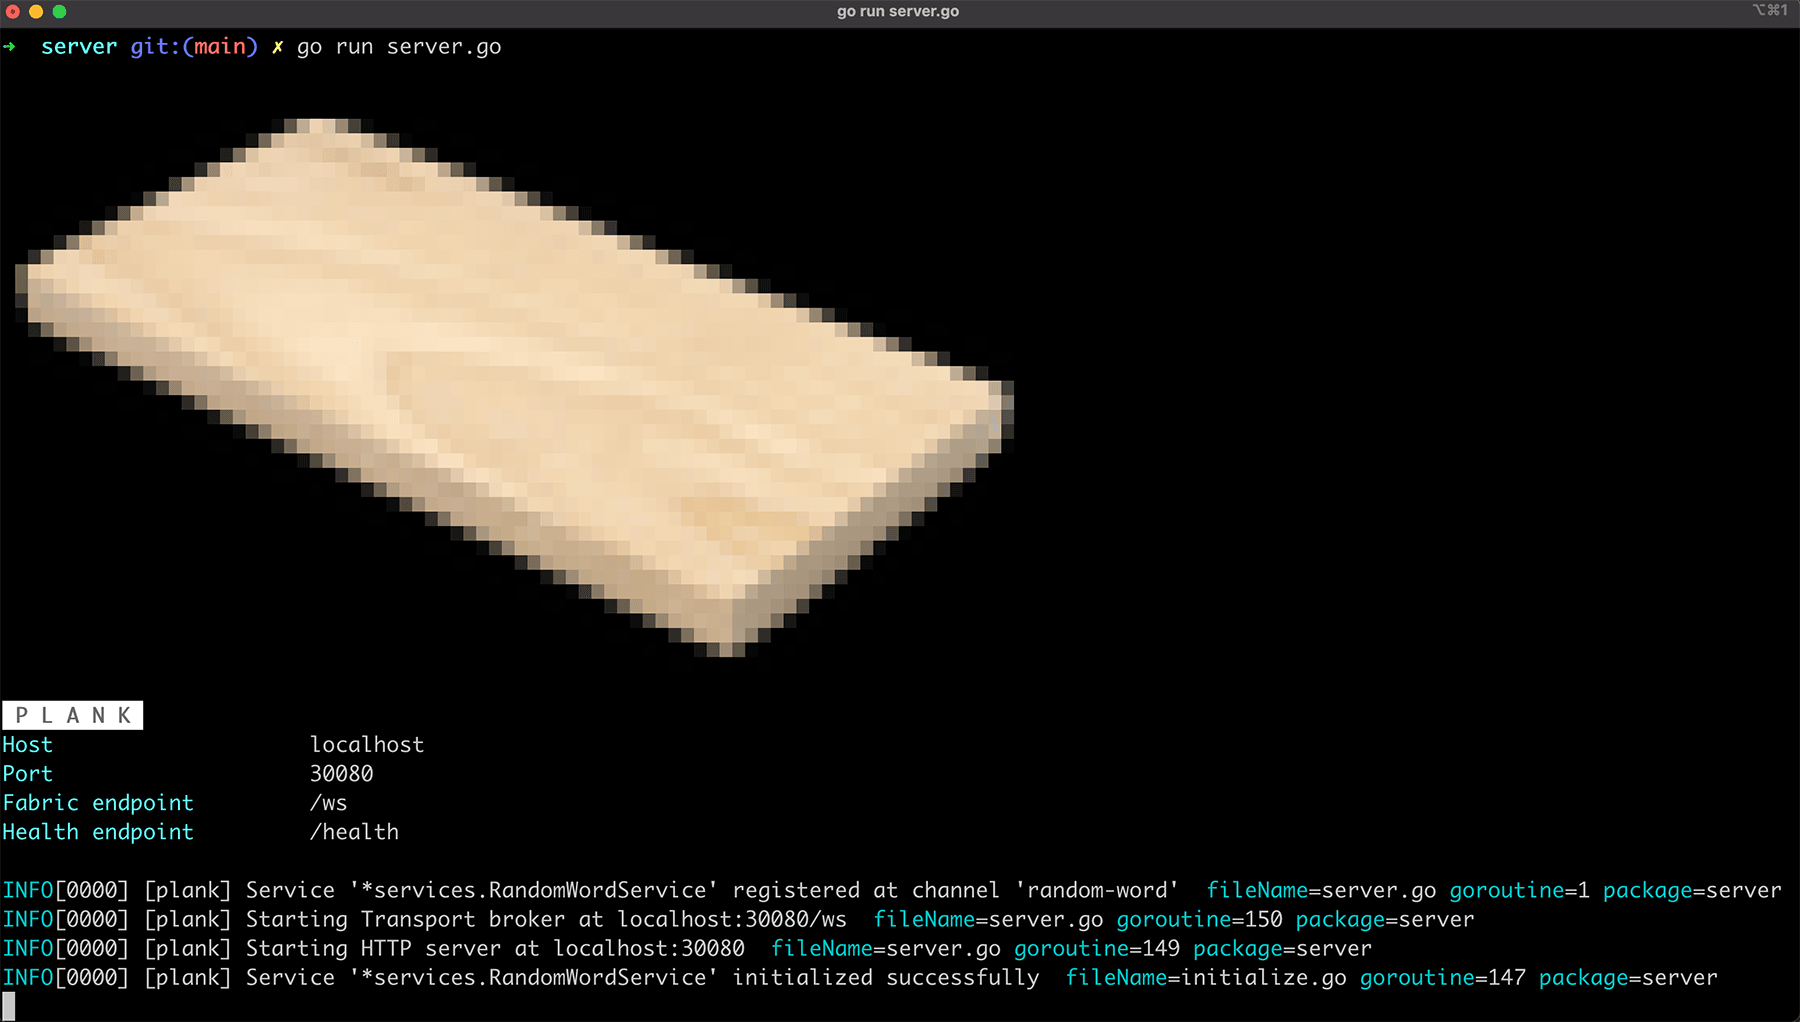 go run server.go
⌥⌘1
➜ server git:(main) ✗ go run server.go
P L A N K
Host localhost
Port 30080
Fabric endpoint /ws
Health endpoint /health
INFO[0000] [plank] Service '*services.RandomWordService' registered at channel 'random-word' fileName=server.go goroutine=1 package=server
INFO[0000] [plank] Starting Transport broker at localhost:30080/ws fileName=server.go goroutine=150 package=server
INFO[0000] [plank] Starting HTTP server at localhost:30080 fileName=server.go goroutine=149 package=server
INFO[0000] [plank] Service '*services.RandomWordService' initialized successfully fileName=initialize.go goroutine=147 package=server